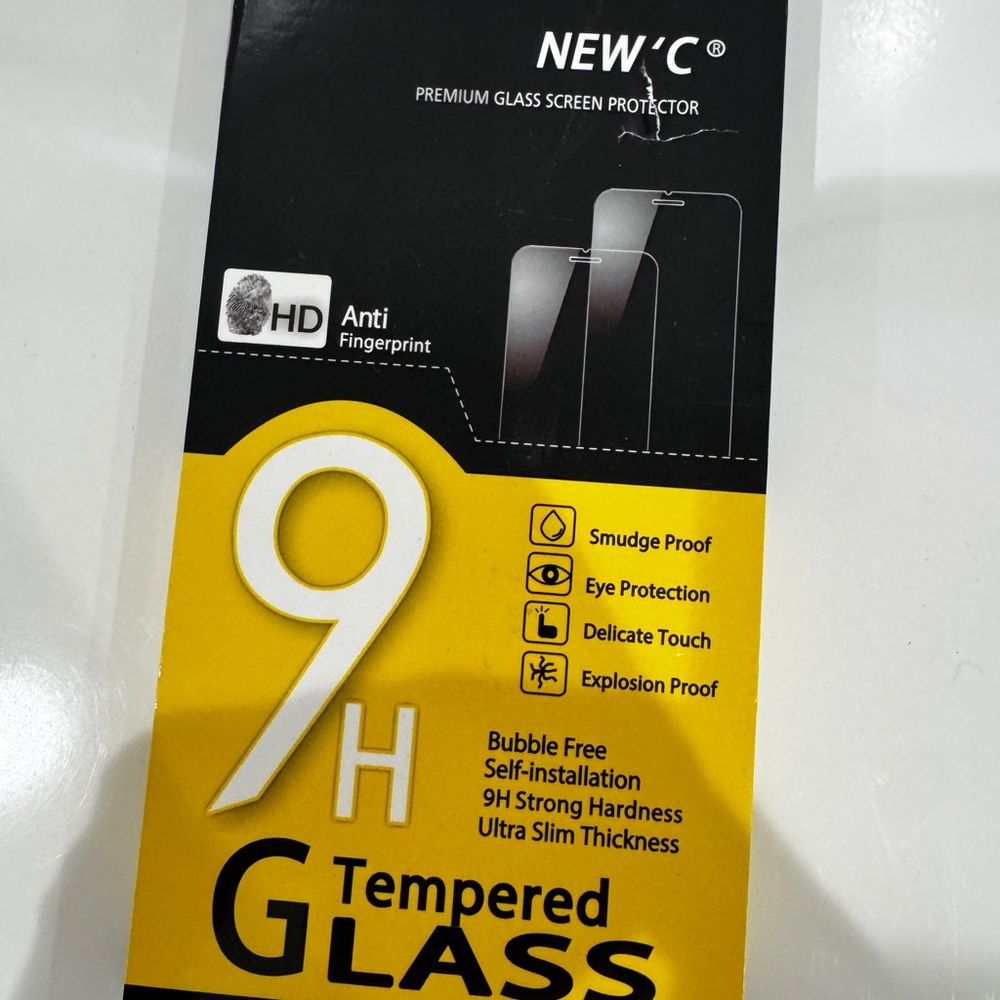 NEW'C®
PREMIUM GLASS SCREEN PROTECTOR
HD
Anti
Fingerprint
9H
Smudge Proof
Eye Protection
Delicate Touch
Explosion Proof
Bubble Free
Self-installation
9H Strong Hardness
Ultra Slim Thickness
Tempered
GLASS